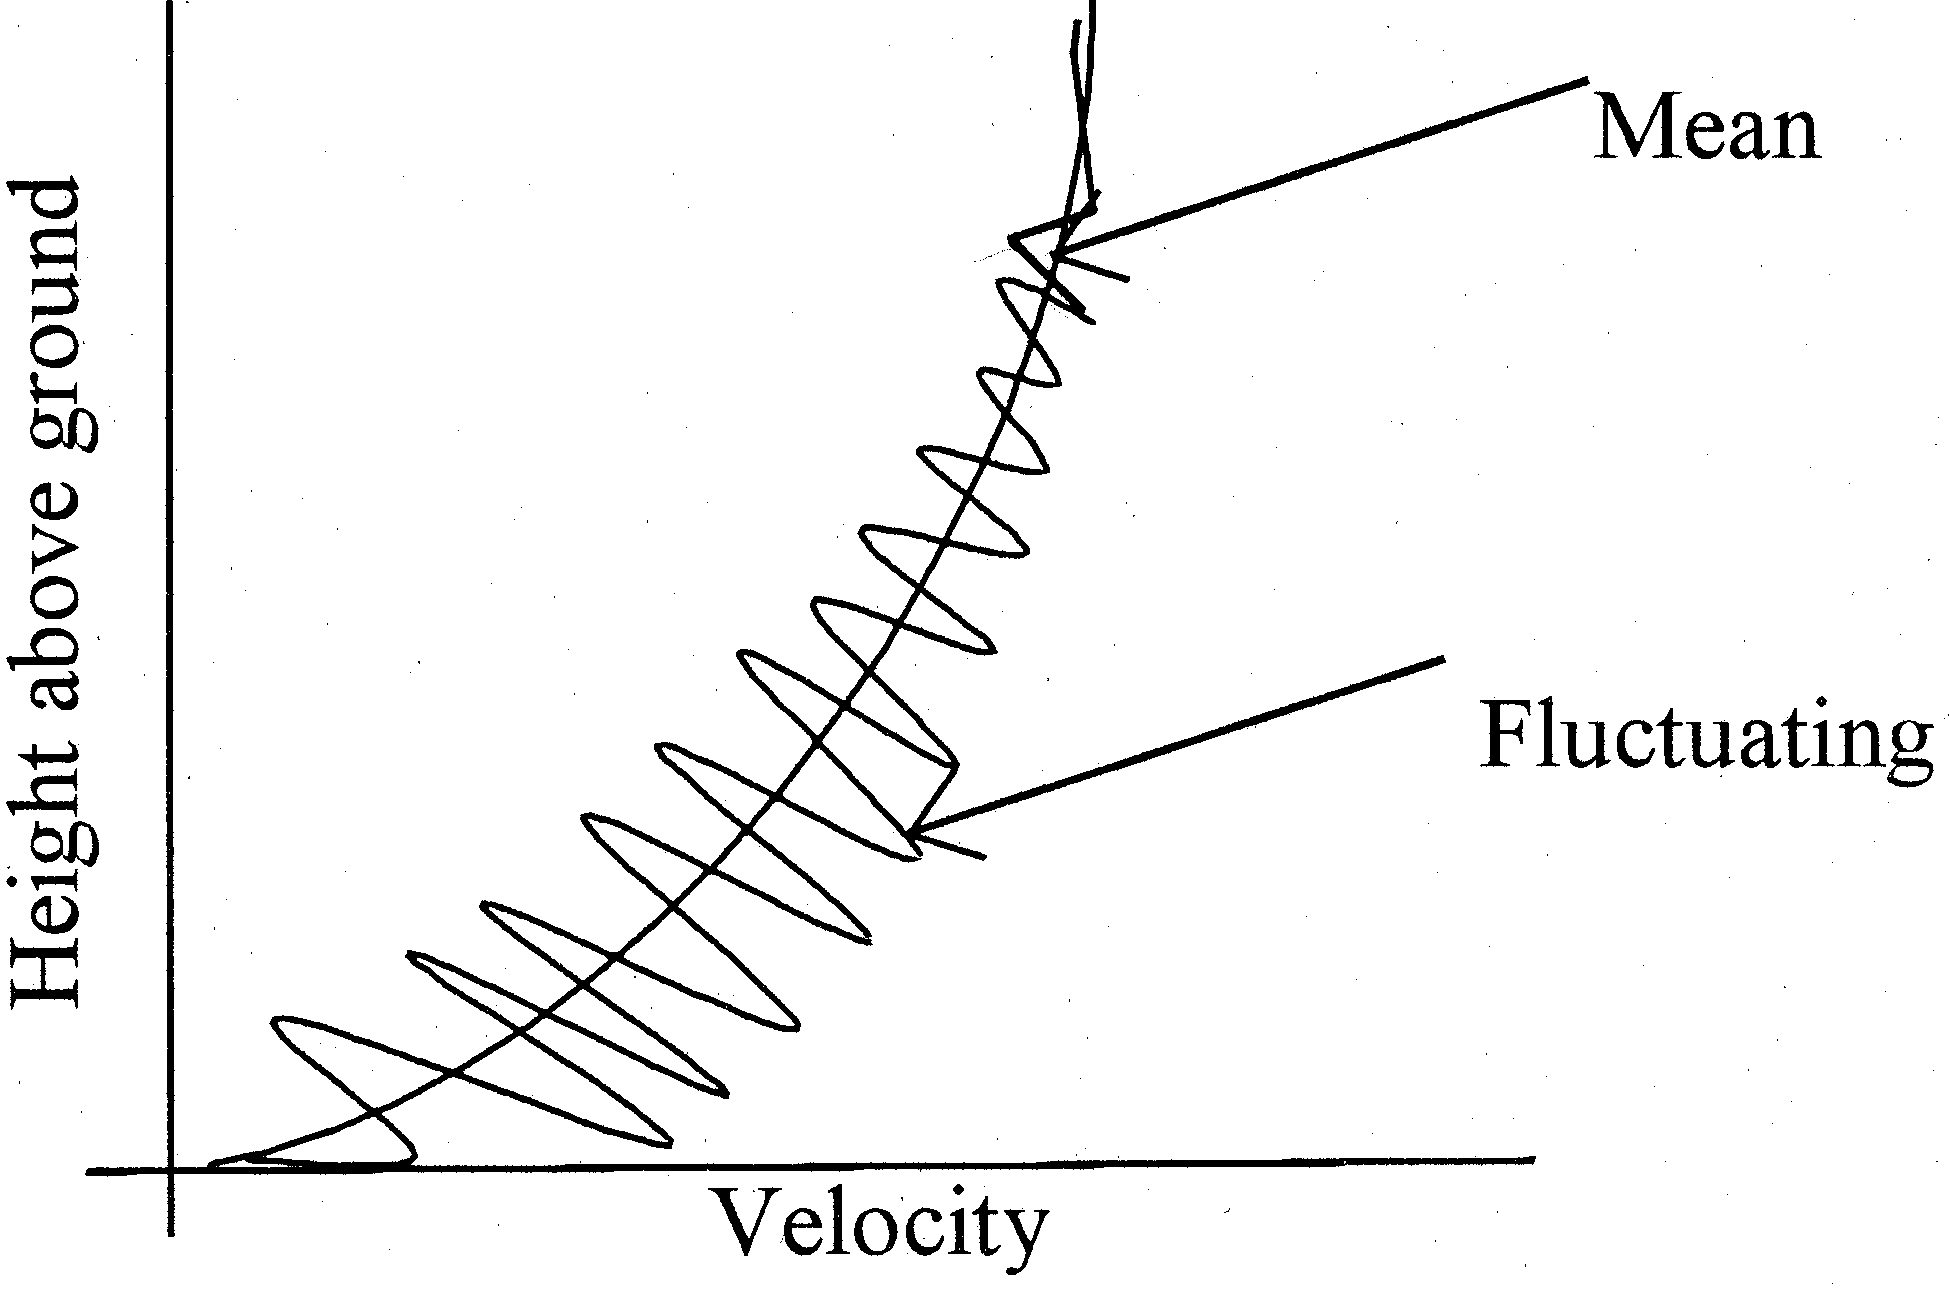 Height above ground
Mean
Fluctuating
Velocity